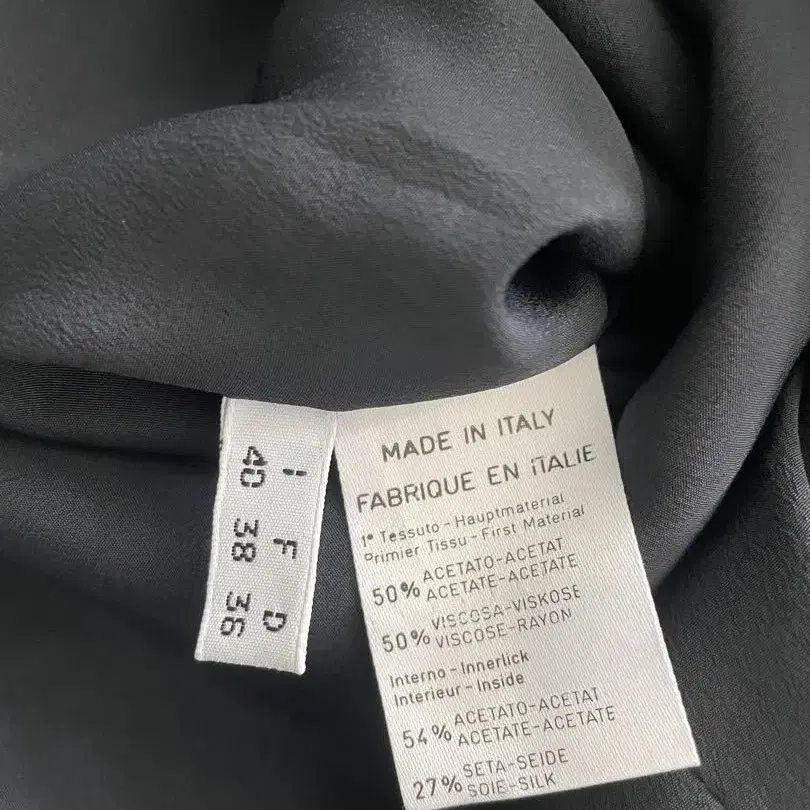 I F D
40 38 36
MADE IN ITALY
FABRIQUE EN ITALIE
1° Tessuto - Hauptmaterial
Primier Tissu - First Material
50% ACETATO-ACETAT
ACETATE-ACETATE
50% VISCOSA-VISKOSE
VISCOSE-RAYON
Interno - Innerlick
Interieur - Inside
54% ACETATO-ACETAT
ACETATE-ACETATE
27% SETA-SEIDE
SOIE-SILK